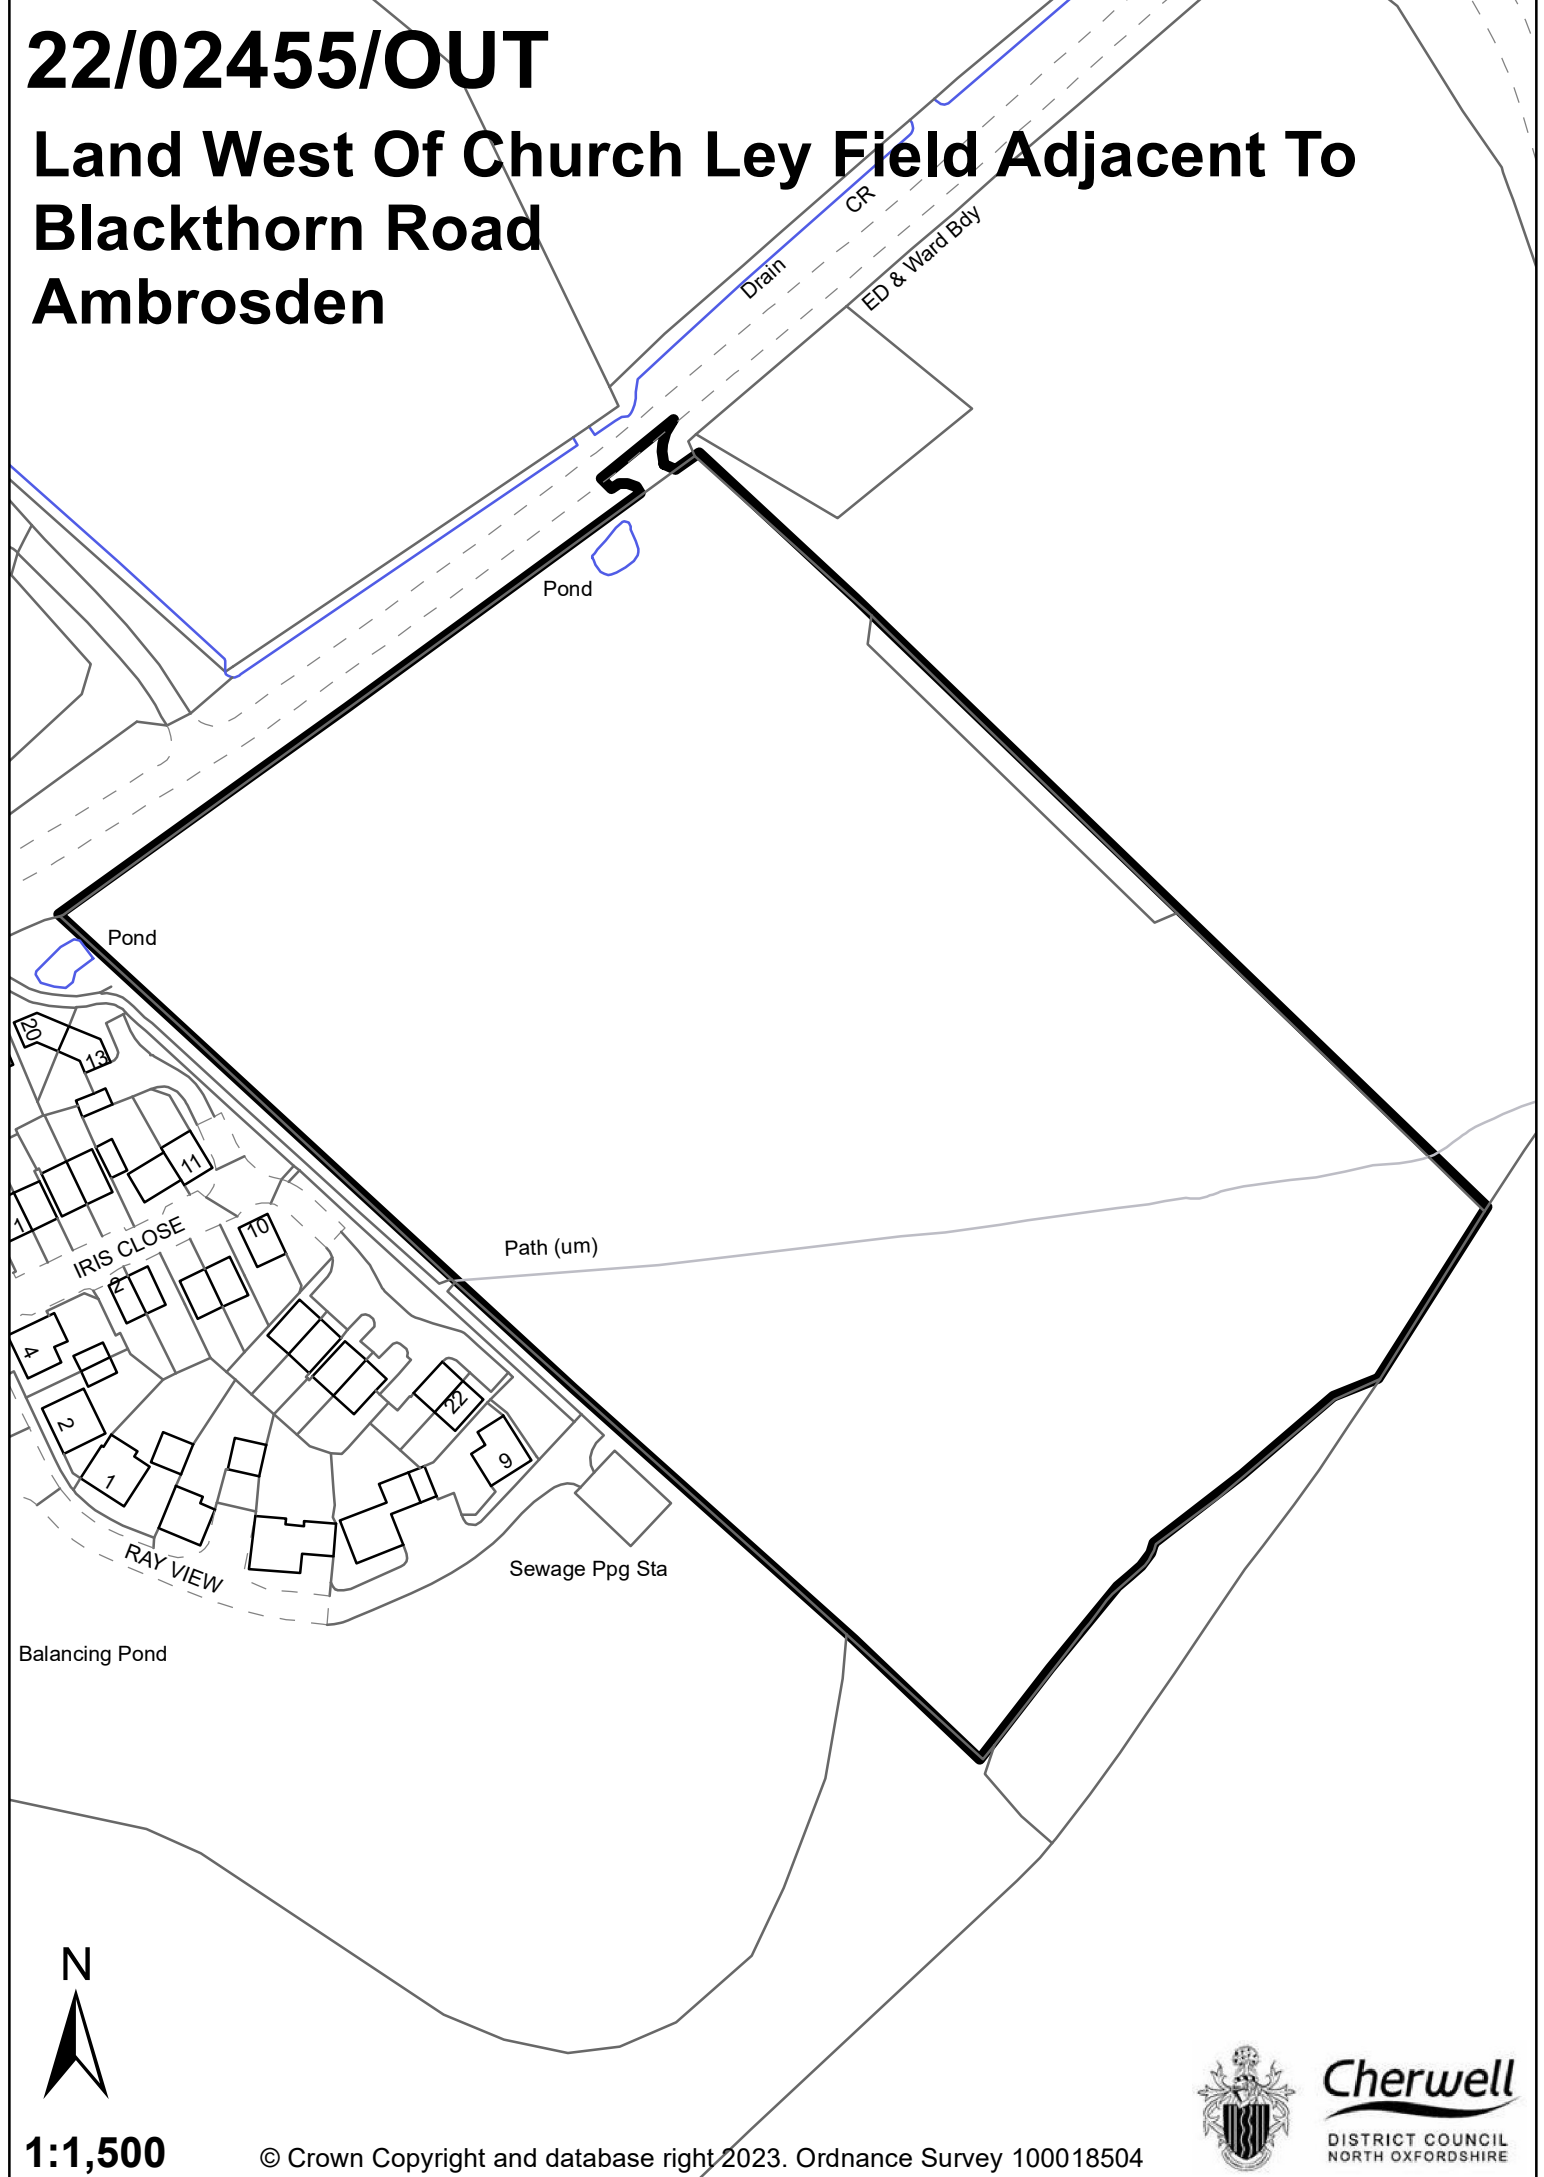 22/02455/OUT
Land West Of Church Ley Field Adjacent To
Blackthorn Road
Ambrosden
CR
Drain
ED & Ward Bdy
Pond
Pond
20
13
11
1
IRIS CLOSE
10
2
Path (um)
4
2
22
1
9
RAY VIEW
Sewage Ppg Sta
Balancing Pond
N
1:1,500
© Crown Copyright and database right 2023. Ordnance Survey 100018504
Cherwell
DISTRICT COUNCIL
NORTH OXFORDSHIRE